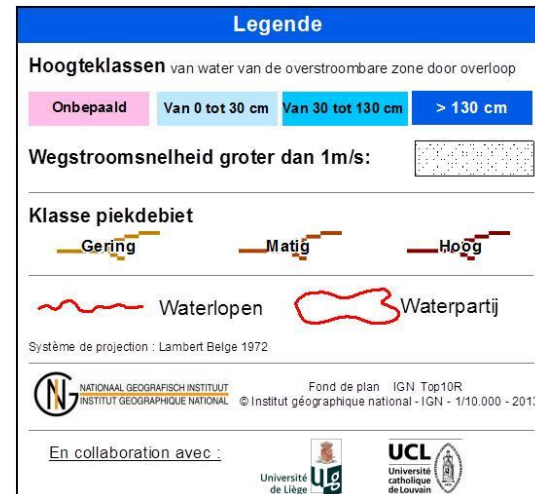 Legende
Hoogteklassen van water van de overstroombare zone door overloop
Onbepaald Van 0 tot 30 cm Van 30 tot 130 cm > 130 cm
Wegstroomsnelheid groter dan 1m/s:
Klasse piekdebiet
Gering Matig Hoog
Waterlopen Waterpartij
Système de projection : Lambert Belge 1972
NATIONAAL GEOGRAFISCH INSTITUUT
INSTITUT GEOGRAPHIQUE NATIONAL
Fond de plan IGN Top10R
© Institut géographique national - IGN - 1/10.000 - 2013
En collaboration avec :
Université
de Liège
ULg
UCL
Université
catholique
de Louvain